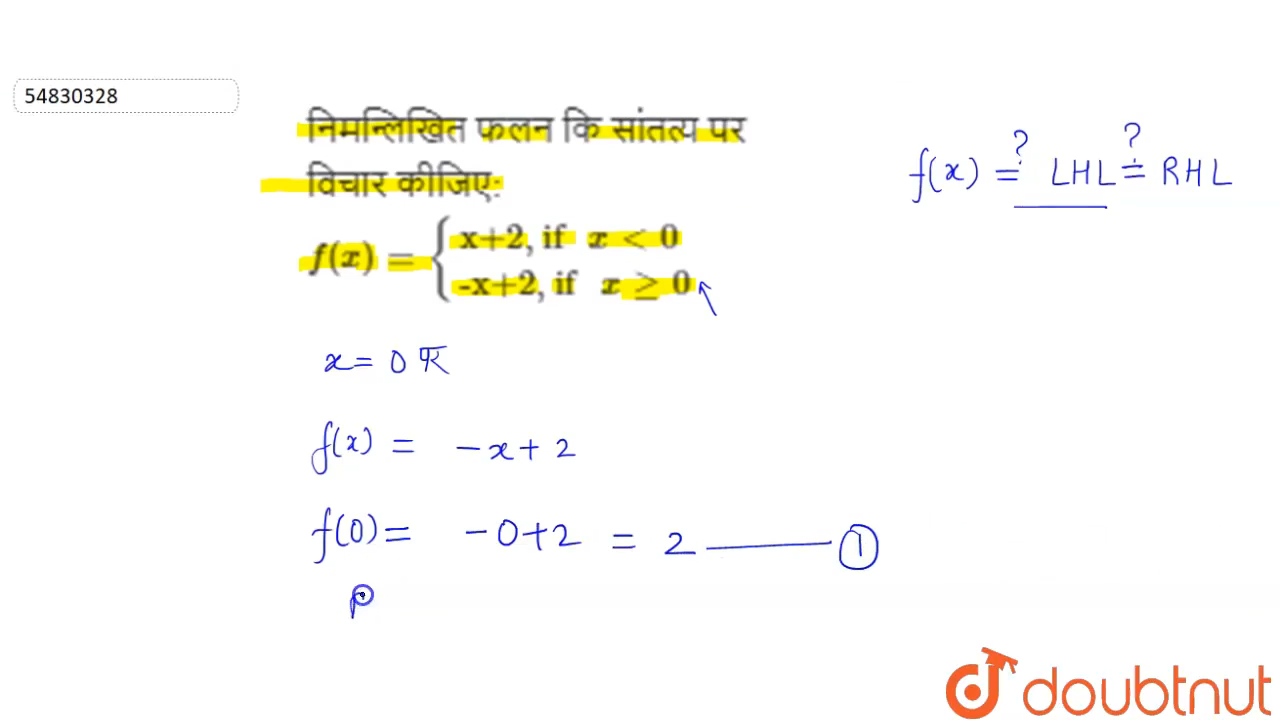 54830328
निमन्लिखित फलन कि सांतत्य पर
विचार कीजिए:
f(x) = { x+2, if x < 0
-x+2, if x ≥ 0
f(x) =? LHL =? RHL
x = 0 पर
f(x) = -x+2
f(0) = -0+2 = 2 ——— ①
doubtnut